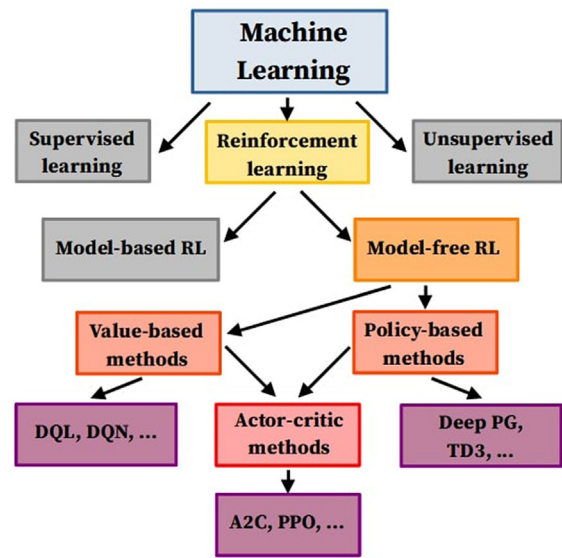 Machine
Learning
Supervised
learning
Reinforcement
learning
Unsupervised
learning
Model-based RL
Model-free RL
Value-based
methods
Policy-based
methods
DQL, DQN, ...
Actor-critic
methods
Deep PG,
TD3, ...
A2C, PPO, ...